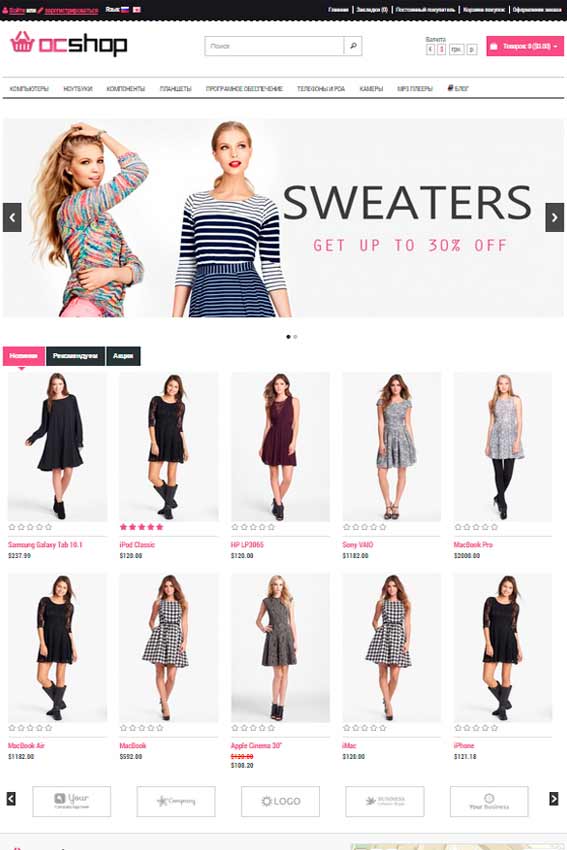 Войти или зарегистрироваться Язык
Главная Закладки (0) Постоянный покупатель Корзина покупок Оформление заказа
ocshop
Поиск
Валюта
€ $ грн. р.
Товаров: 0 ($0.00)
КОМПЬЮТЕРЫ НОУТБУКИ КОМПОНЕНТЫ ПЛАНШЕТЫ ПРОГРАМНОЕ ОБЕСПЕЧЕНИЕ ТЕЛЕФОНЫ И PDA КАМЕРЫ MP3 ПЛЕЕРЫ БЛОГ
SWEATERS
GET UP TO 30% OFF
Новинки Рекомендуем Акции
Samsung Galaxy Tab 10.1 iPod Classic HP LP3065 Sony VAIO MacBook Pro
$237.99 $120.00 $120.00 $1182.00 $2000.00
MacBook Air MacBook Apple Cinema 30" iMac iPhone
$1182.00 $592.00 $120.00 $120.00 $121.18
$108.20
Your Company LOGO BUSINESS Your Business